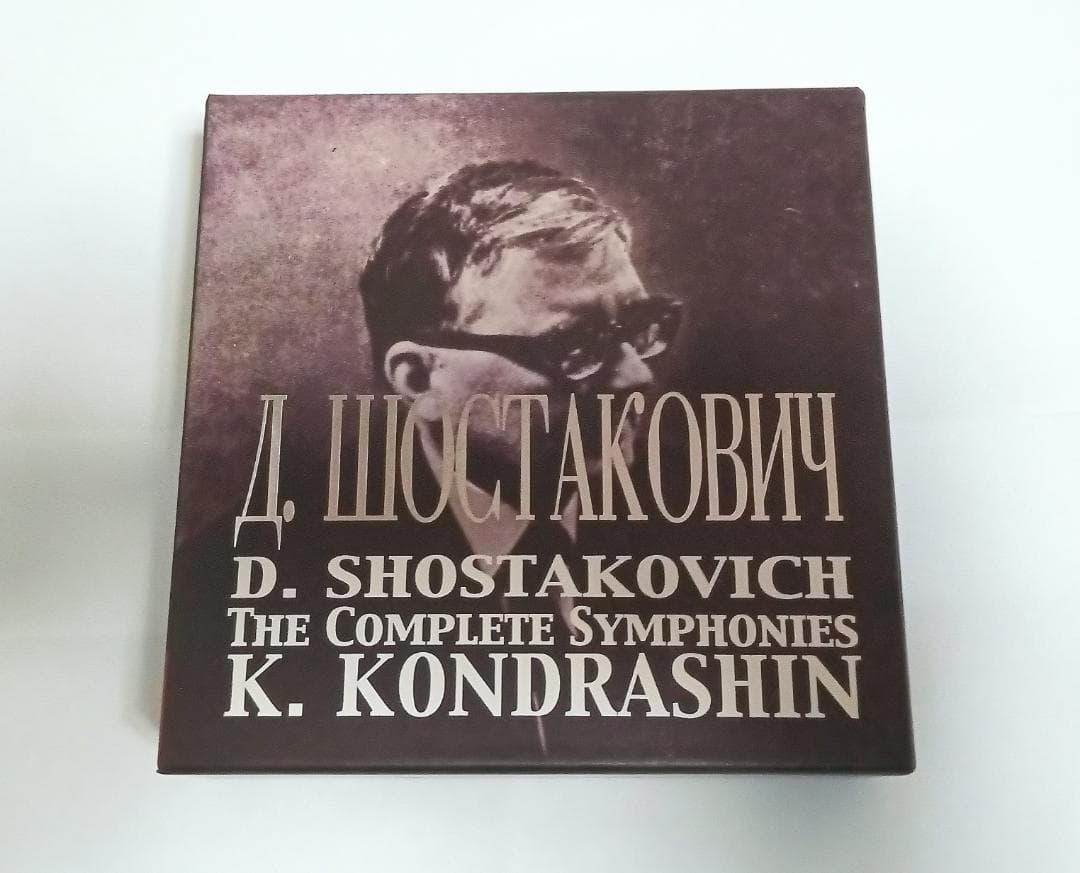 Д. ШОСТАКОВИЧ
D. SHOSTAKOVICH
THE COMPLETE SYMPHONIES
K. KONDRASHIN